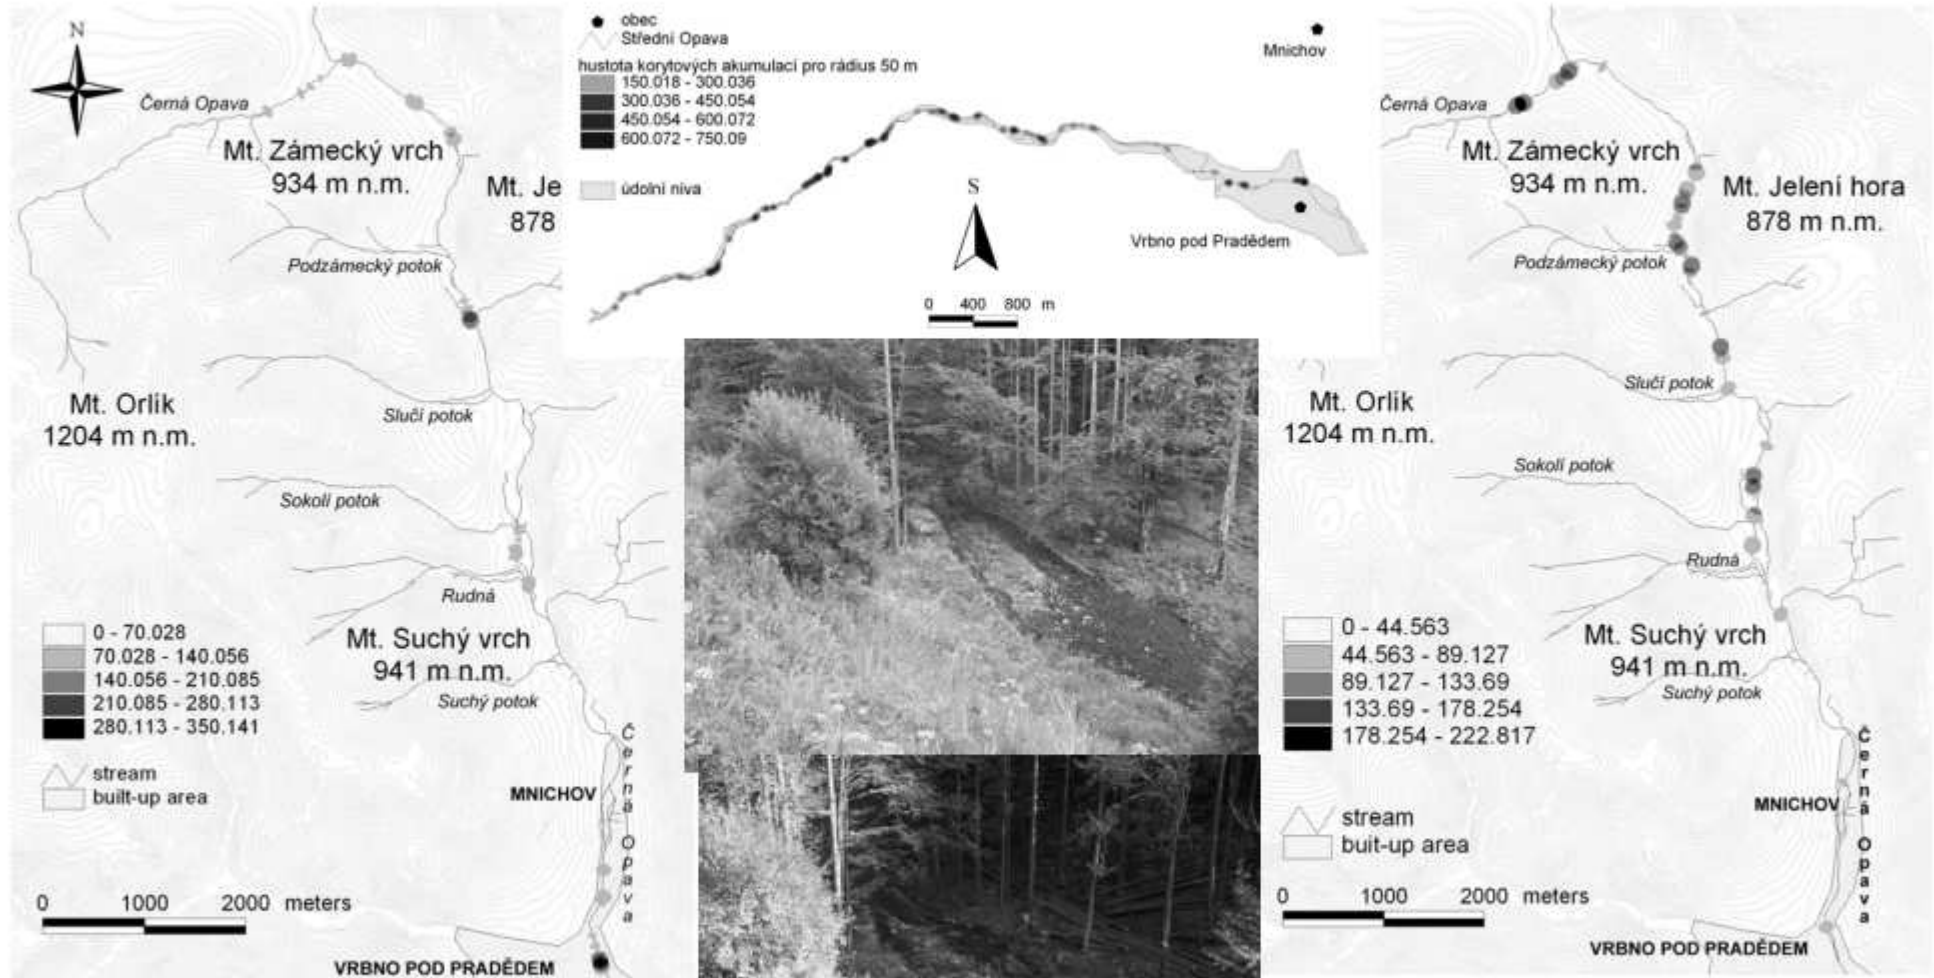 N
Černá Opava
Mt. Zámecký vrch
934 m n.m.
Mt. Je
878
Podzámecký potok
Mt. Orlík
1204 m n.m.
Slučí potok
Sokolí potok
Rudná
0 - 70.028
70.028 - 140.056
140.056 - 210.085
210.085 - 280.113
280.113 - 350.141
Mt. Suchý vrch
941 m n.m.
Suchý potok
stream
built-up area
MNICHOV
Černá Opava
0 1000 2000 meters
VRBNO POD PRADĚDEM
obec
Střední Opava
hustota korytových akumulací pro rádius 50 m
150.018 - 300.036
300.036 - 450.054
450.054 - 600.072
600.072 - 750.09
údolní niva
Mnichov
S
Vrbno pod Pradědem
0 400 800 m
Černá Opava
Mt. Zámecký vrch
934 m n.m.
Mt. Jelení hora
878 m n.m.
Podzámecký potok
Slučí potok
Mt. Orlík
1204 m n.m.
Sokolí potok
Rudná
0 - 44.563
44.563 - 89.127
89.127 - 133.69
133.69 - 178.254
178.254 - 222.817
Mt. Suchý vrch
941 m n.m.
Suchý potok
stream
buit-up area
MNICHOV
Černá Opava
0 1000 2000 meters
VRBNO POD PRADĚDEM